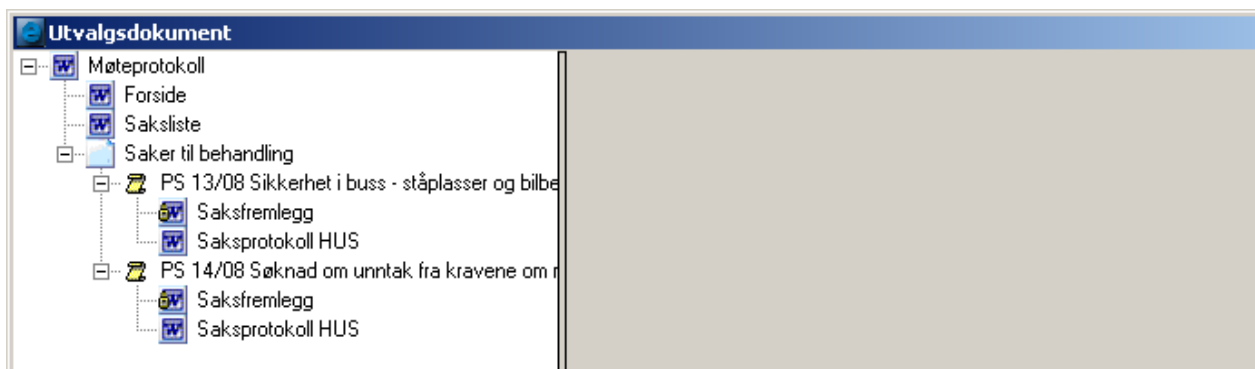 Utvalgsdokument
Møteprotokoll
Forside
Saksliste
Saker til behandling
PS 13/08 Sikkerhet i buss - ståplasser og bilbe
Saksfremlegg
Saksprotokoll HUS
PS 14/08 Søknad om unntak fra kravene om r
Saksfremlegg
Saksprotokoll HUS